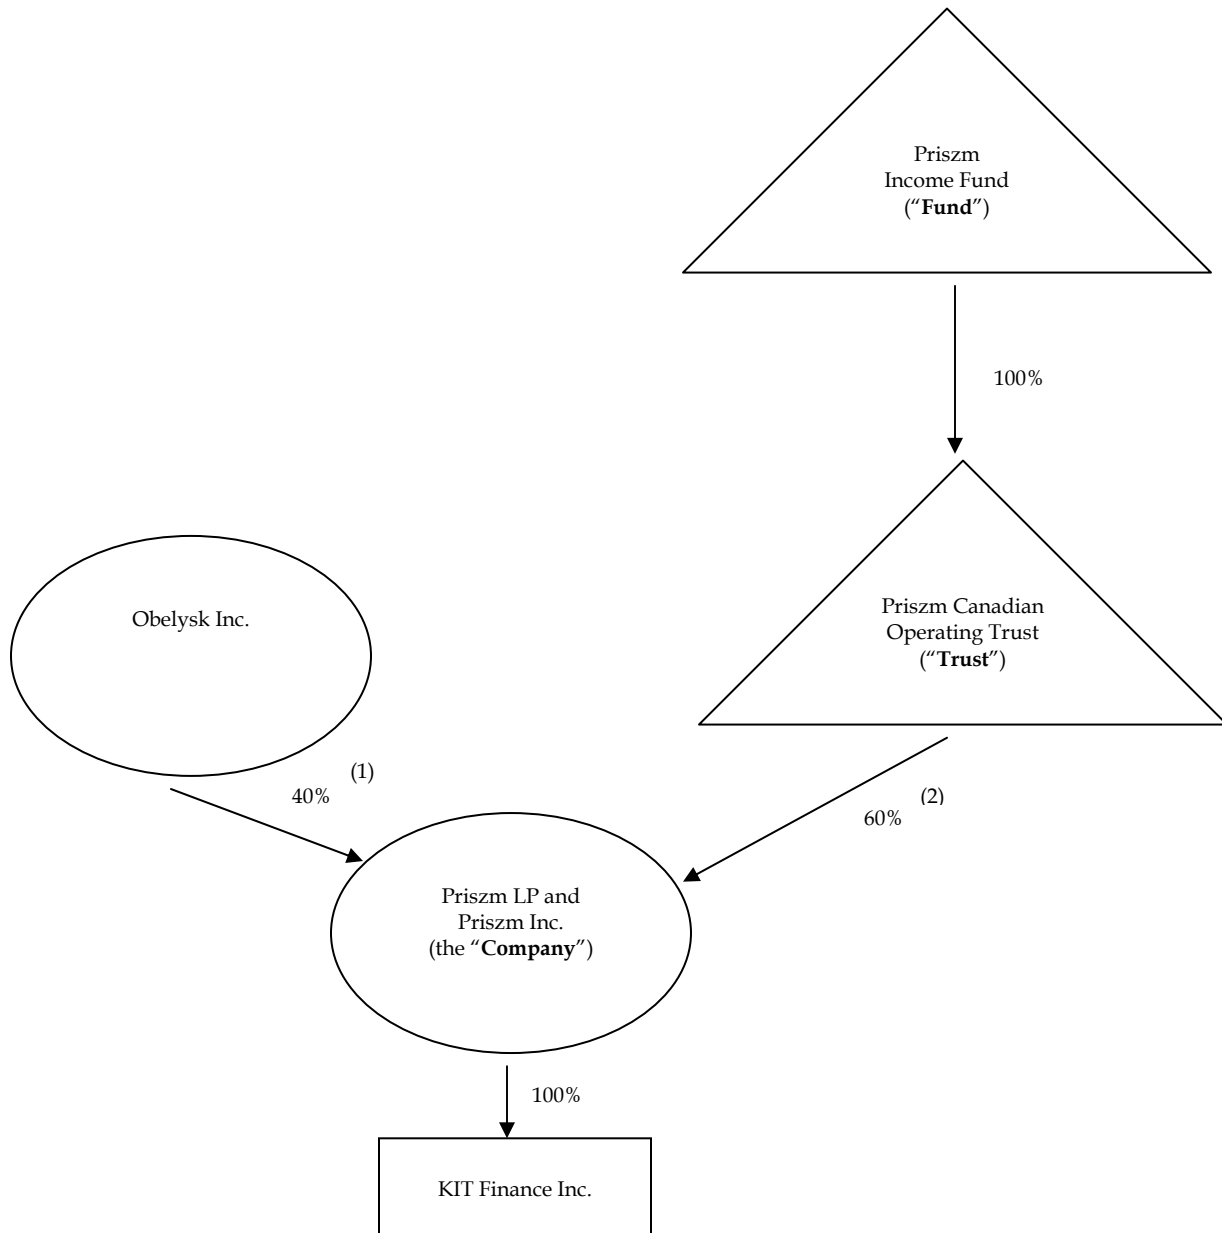 Priszm
Income Fund
(“Fund”)
100%
Priszm Canadian
Operating Trust
(“Trust”)
Obelysk Inc.
(1)
40%
(2)
60%
Priszm LP and
Priszm Inc.
(the “Company”)
100%
KIT Finance Inc.